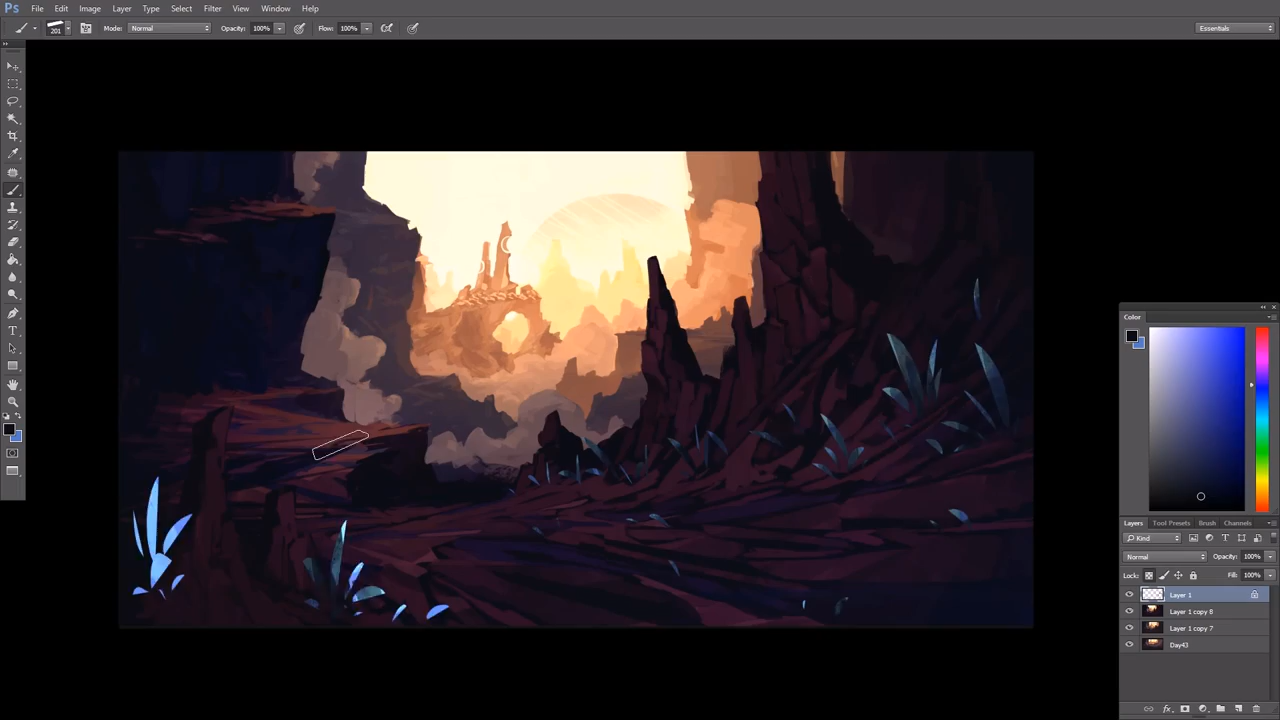 Ps File Edit Image Layer Type Select Filter View Window Help
201 Mode: Normal Opacity: 100% Flow: 100% Essentials
Color
Layers Tool Presets Brush Channels
Kind
Normal Opacity: 100%
Lock: Fill: 100%
Layer 1
Layer 1 copy 8
Layer 1 copy 7
Day43